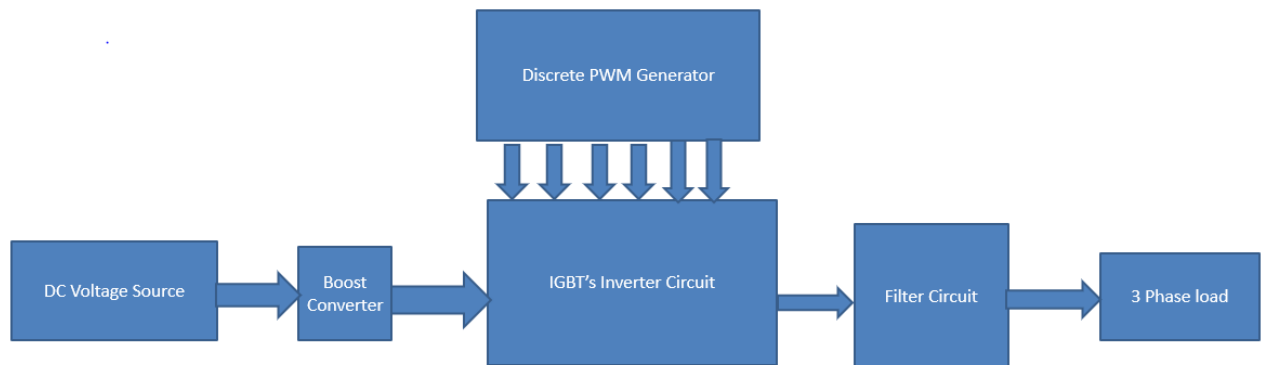 Discrete PWM Generator
DC Voltage Source
Boost
Converter
IGBT's Inverter Circuit
Filter Circuit
3 Phase load